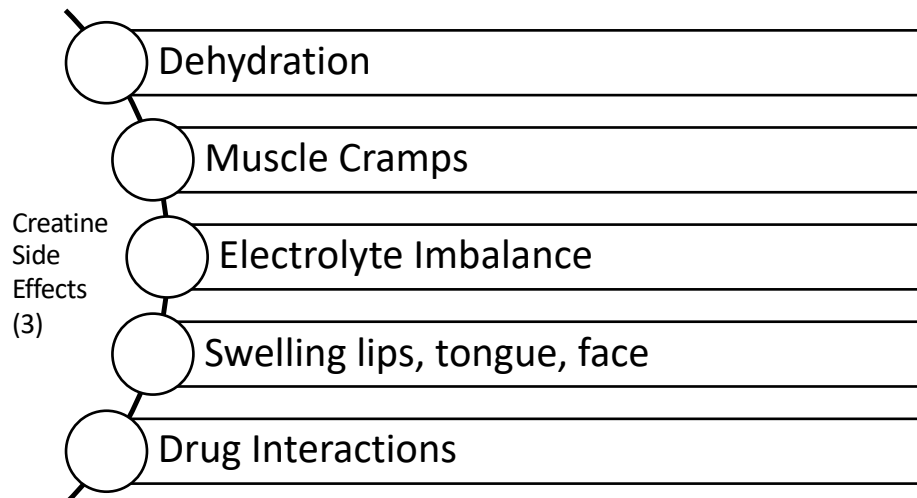 Dehydration
Muscle Cramps
Creatine
Side
Effects
(3)
Electrolyte Imbalance
Swelling lips, tongue, face
Drug Interactions